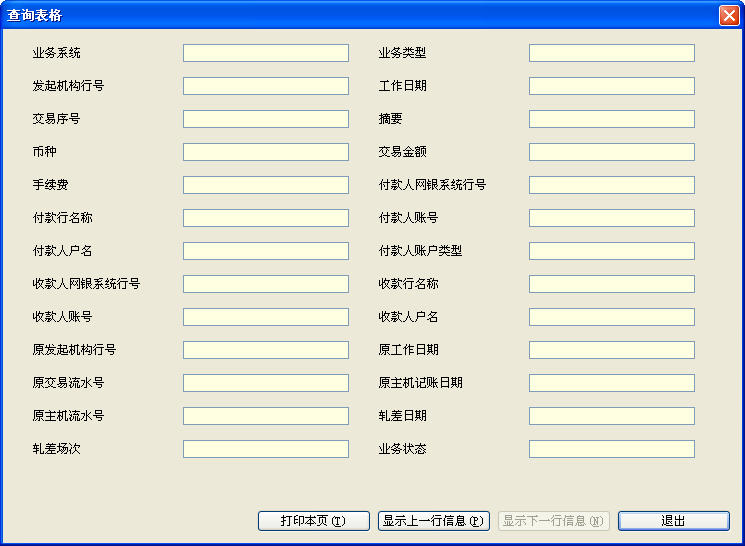 查询表格
业务系统 业务类型
发起机构行号 工作日期
交易序号 摘要
币种 交易金额
手续费 付款人网银系统行号
付款行名称 付款人账号
付款人户名 付款人账户类型
收款人网银系统行号 收款行名称
收款人账号 收款人户名
原发起机构行号 原工作日期
原交易流水号 原主机记账日期
原主机流水号 轧差日期
轧差场次 业务状态
打印本页(T) 显示上一行信息(P) 显示下一行信息(N) 退出